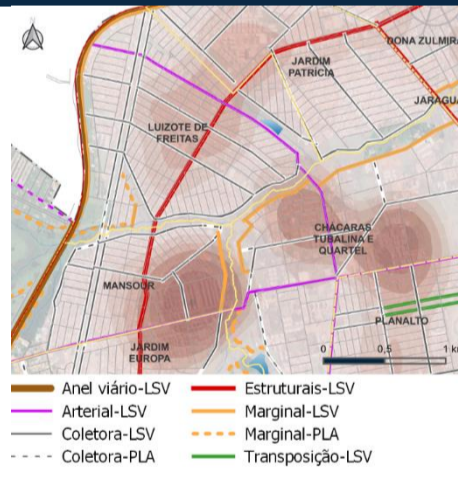 DONA ZULMIRA
JARDIM
PATRÍCIA
JARAGUÁ
LUIZOTE DE
FREITAS
CHÁCARAS
TUBALINA E
QUARTEL
MANSOUR
PLANALTO
JARDIM
EUROPA
0 0,5 1 k
Anel viário-LSV
Estruturais-LSV
Arterial-LSV
Marginal-LSV
Coletora-LSV
Marginal-PLA
Coletora-PLA
Transposição-LSV